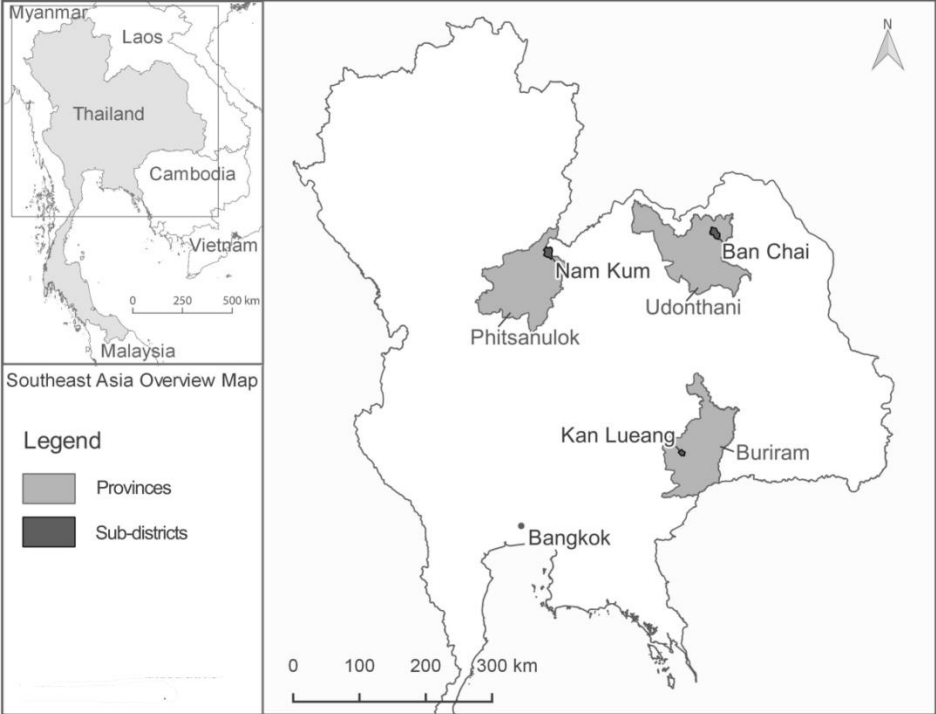 Myanmar
Laos
Thailand
Cambodia
Vietnam
0 250 500 km
Malaysia
Southeast Asia Overview Map
Legend
Provinces
Sub-districts
N
Ban Chai
Nam Kum
Udonthani
Phitsanulok
Kan Lueang
Buriram
Bangkok
0 100 200 300 km